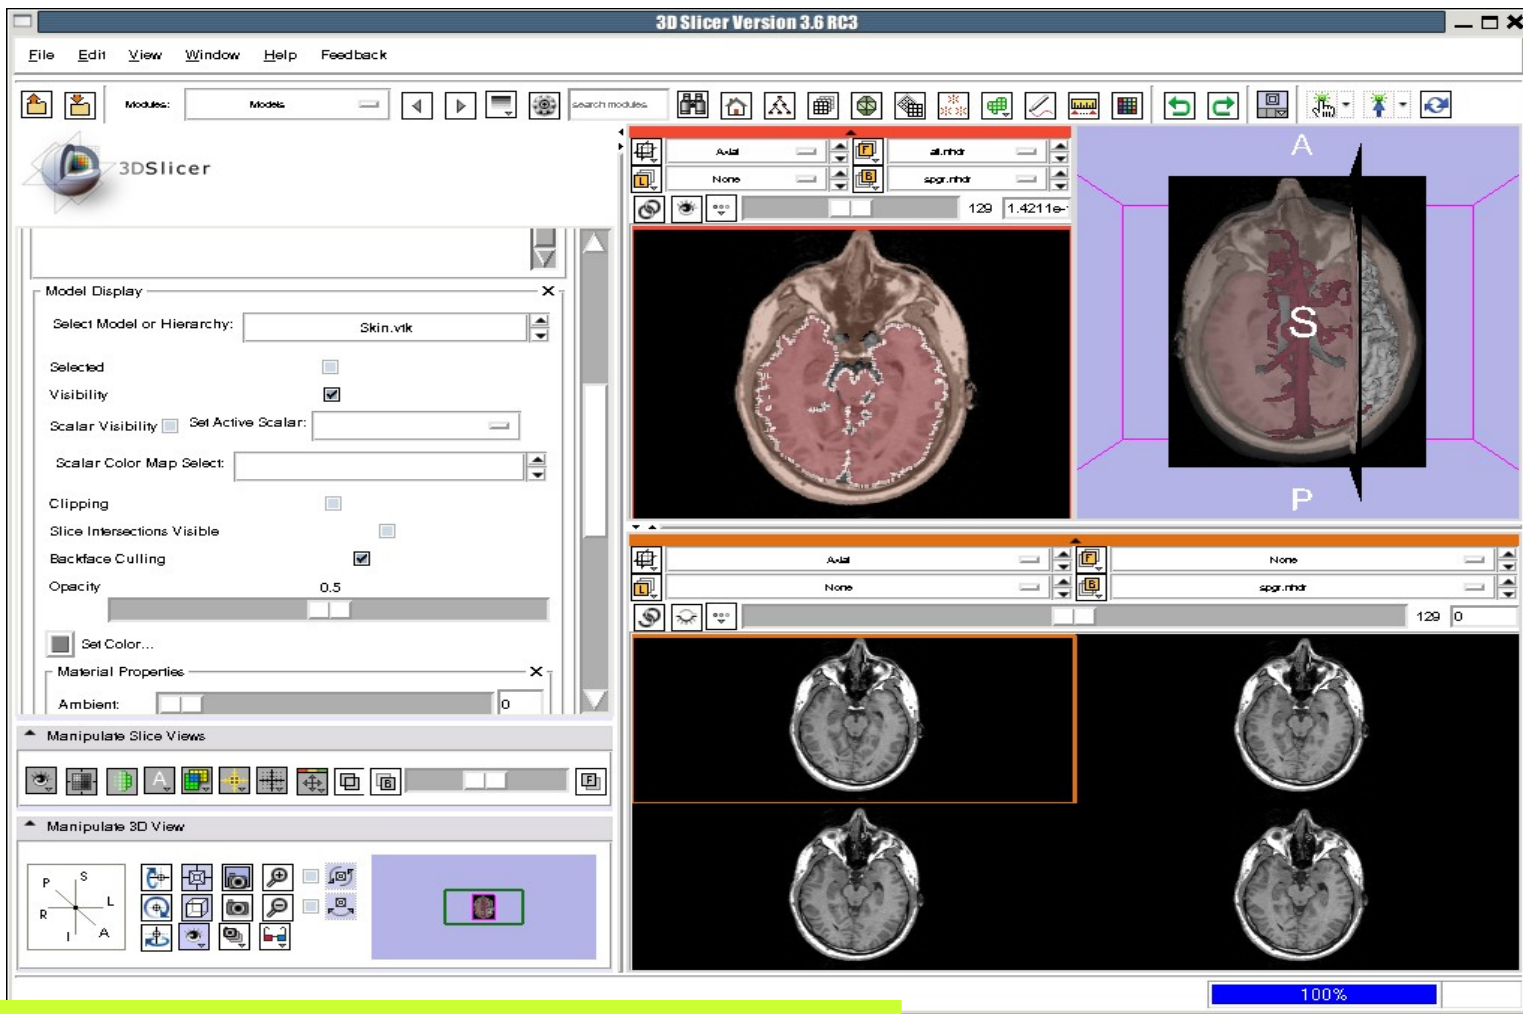 3D Slicer Version 3.6 RC3
File Edit View Window Help Feedback
Modules: Models search modules
3DSlicer
Model Display
Select Model or Hierarchy: Skin.vtk
Selected
Visibility
Scalar Visibility Set Active Scalar:
Scalar Color Map Select:
Clipping
Slice Intersections Visible
Backface Culling
Opacity 0.5
Set Color...
Material Properties
Ambient: 0
Manipulate Slice Views
A B F
Manipulate 3D View
P S
R L
I A
Axial F all.nhdr
L None B spgr.nhdr
129 1.4211e-
A
S
P
Axial F None
L None B spgr.nhdr
129 0
100%